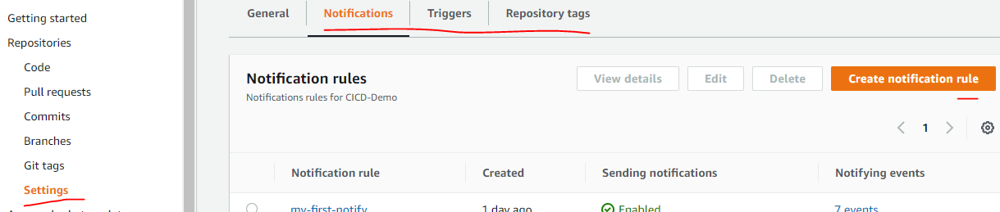 Getting started
Repositories
Code
Pull requests
Commits
Branches
Git tags
Settings
General Notifications Triggers Repository tags
Notification rules View details Edit Delete Create notification rule
Notifications rules for CICD-Demo
1
Notification rule Created Sending notifications Notifying events
my-first-notify 1 day ago Enabled 7 events